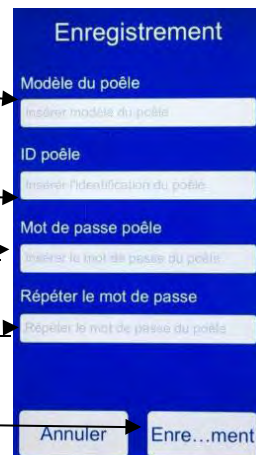 Enregistrement
Modèle du poêle
Insérer modèle du poêle
ID poêle
Insérer l'identification du poêle
Mot de passe poêle
Insérer le mot de passe du poêle
Répéter le mot de passe
Répéter le mot de passe du poêle
Annuler
Enre...ment